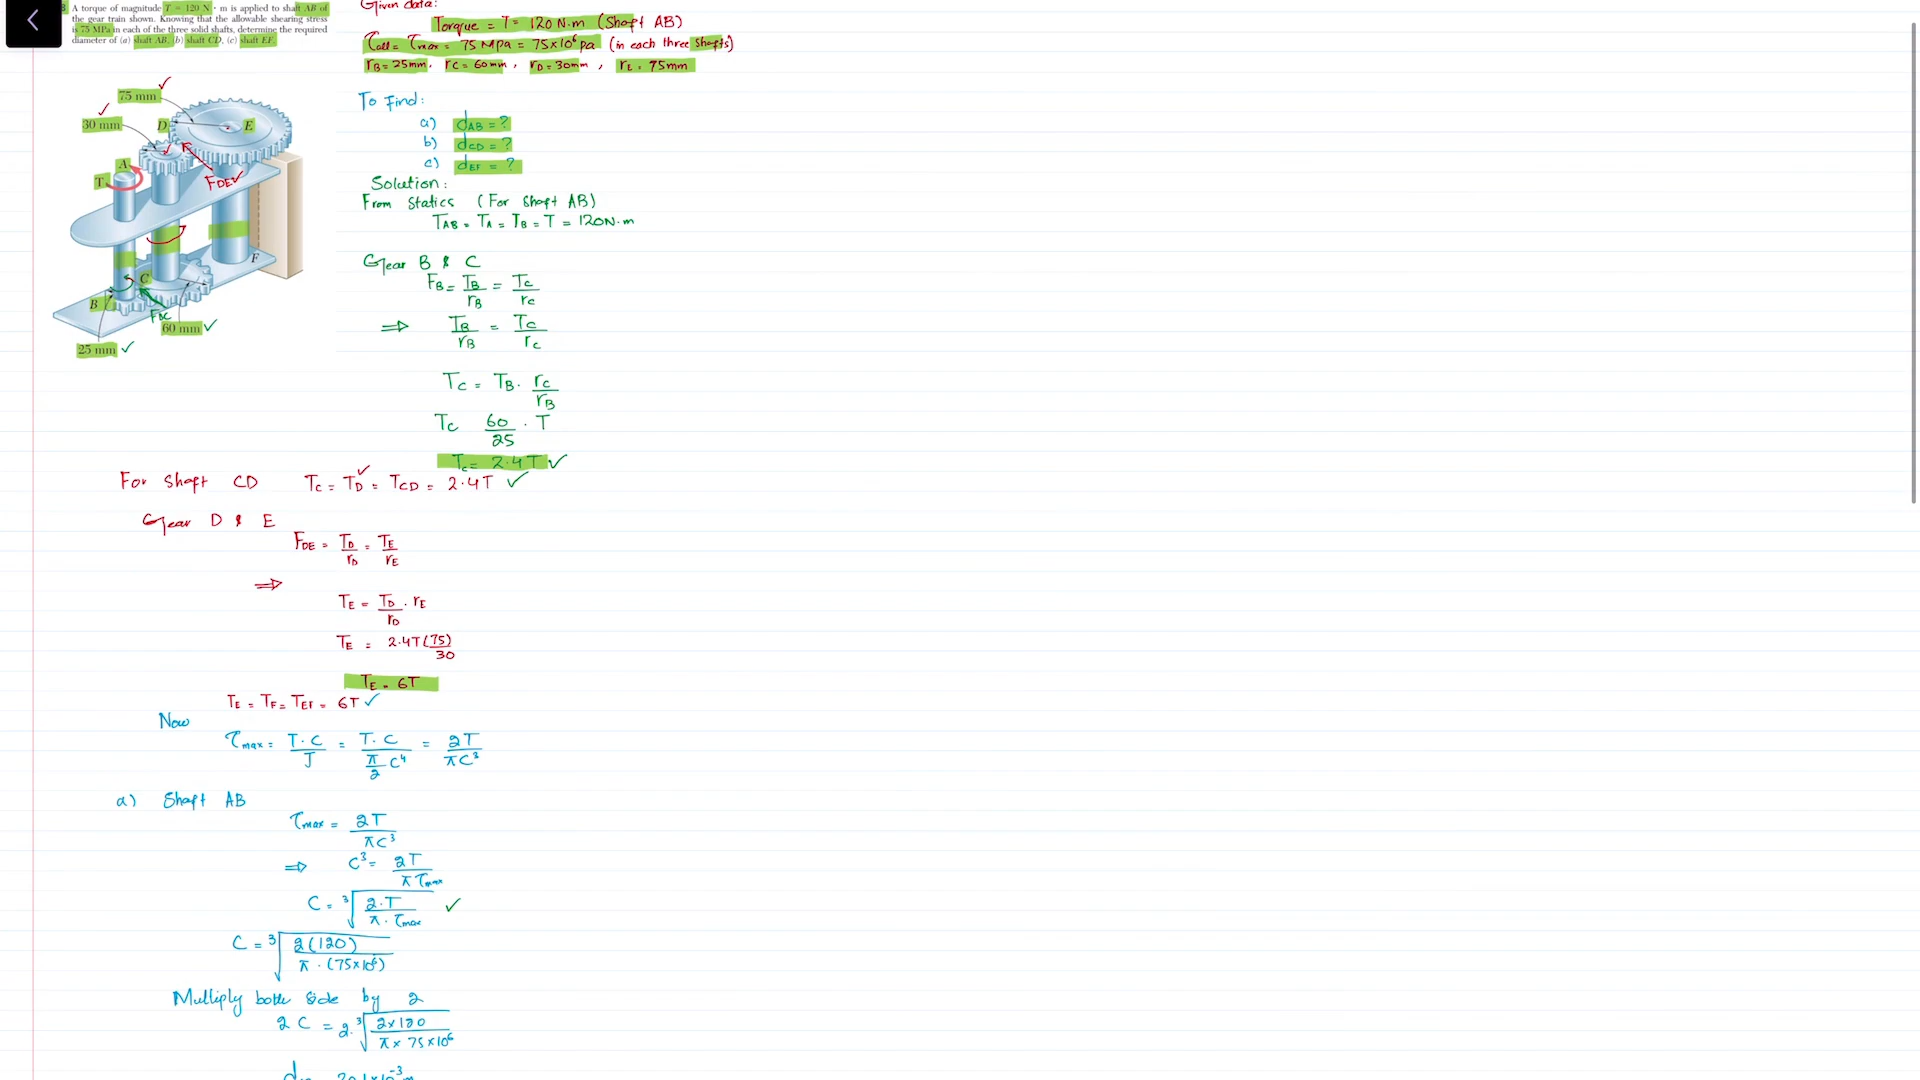 A torque of magnitude T = 120 N · m is applied to shaft AB of
the gear train shown. Knowing that the allowable shearing stress
is 75 MPa in each of the three solid shafts, determine the required
diameter of (a) shaft AB, (b) shaft CD, (c) shaft EF.
75 mm
30 mm
D
E
A
T
FDE
F
C
B
FBC
60 mm
25 mm
Given data:
Torque = T = 120 N·m (Shaft AB)
τall = τmax = 75 MPa = 75×10⁶ pa (in each three shafts)
rB = 25mm, rC = 60mm, rD = 30mm, rE = 75mm
To Find:
a) dAB = ?
b) dCD = ?
c) dEF = ?
Solution:
From Statics (For Shaft AB)
TAB = TA = TB = T = 120N·m
Gear B & C
FB = TB/rB = TC/rC
⇒ TB/rB = TC/rC
TC = TB · rC/rB
TC 60/25 · T
Tc = 2.4T
For Shaft CD TC = TD = TCD = 2.4T
Gear D & E
FDE = TD/rD = TE/rE
⇒
TE = TD/rD · rE
TE = 2.4T(75)/30
TE = 6T
TE = TF = TEF = 6T
Now
τmax = T·C/J = T·C/(π/2 C⁴) = 2T/πC³
a) Shaft AB
τmax = 2T/πC³
⇒ C³ = 2T/πτmax
C = ³√(2·T/π·τmax)
C = ³√(2(120)/π·(75×10⁶))
Multiply both side by 2
2C = 2·³√(2×120/π×75×10⁶)